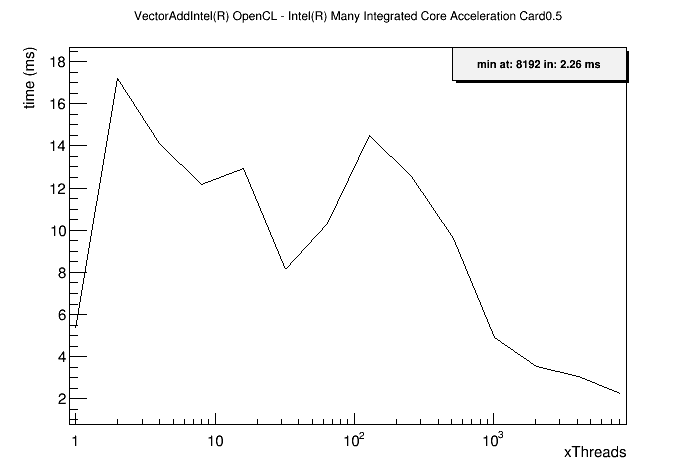 VectorAddIntel(R) OpenCL - Intel(R) Many Integrated Core Acceleration Card0.5
min at: 8192 in: 2.26 ms
time (ms)
18
16
14
12
10
8
6
4
2
1 10 10² 10³
xThreads